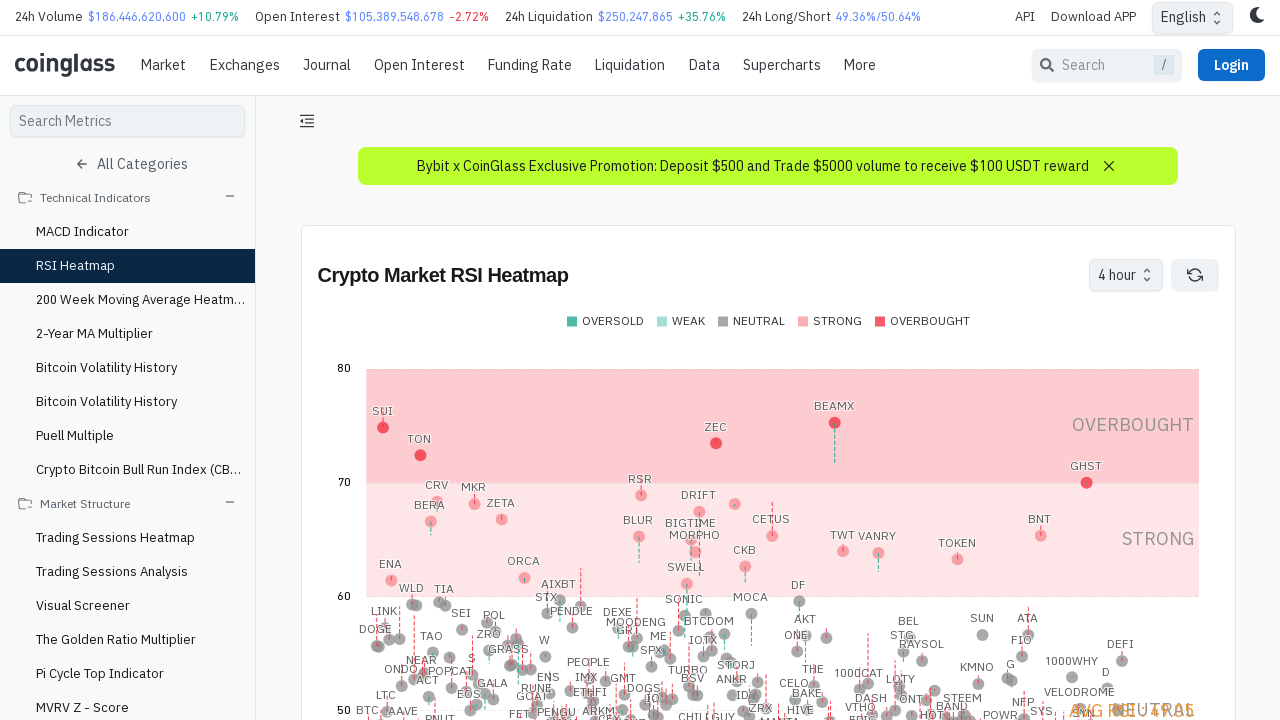 24h Volume $186,446,620,600 +10.79% Open Interest $105,389,548,678 -2.72% 24h Liquidation $250,247,865 +35.76% 24h Long/Short 49.36%/50.64% API Download APP English
coinglass Market Exchanges Journal Open Interest Funding Rate Liquidation Data Supercharts More Search / Login
Search Metrics
All Categories
Technical Indicators
MACD Indicator
RSI Heatmap
200 Week Moving Average Heatm...
2-Year MA Multiplier
Bitcoin Volatility History
Bitcoin Volatility History
Puell Multiple
Crypto Bitcoin Bull Run Index (CB...
Market Structure
Trading Sessions Heatmap
Trading Sessions Analysis
Visual Screener
The Golden Ratio Multiplier
Pi Cycle Top Indicator
MVRV Z - Score
Bybit x CoinGlass Exclusive Promotion: Deposit $500 and Trade $5000 volume to receive $100 USDT reward
Crypto Market RSI Heatmap
4 hour
OVERSOLD WEAK NEUTRAL STRONG OVERBOUGHT
80
SUI BEAMX
OVERBOUGHT
TON ZEC
GHST
70
CRV MKR RSR
BERA ZETA DRIFT
BLUR BIGTIME CETUS BNT
MORPHO TWT VANRY STRONG
TOKEN
ENA ORCA SWELL CKB
60
WLD TIA AIXBT DF
STX SONIC MOCA
LINK SEI POL PENDLE DEXE AKT SUN ATA
DOGE TAO ZRO MOODENG BTCDOM BEL
W GRT ME IOTX ONE STG FIO
GRASS SPX RAYSOL DEFI
NEAR S PEOPLE STORJ KMNO G 1000WHY
ONDO POPCAT ENS IMX TURBO THE D
ACT GALA RUNE GMT BSV ANKR CELO 1000CAT LQTY
LTC EOS GOAT ETHFI DOGS BAKE DASH STEEM VELODROME
50
BTC AAVE PNUT FET PENGU ZRX HIVE VTHO POWR SYS
NEUTRAL